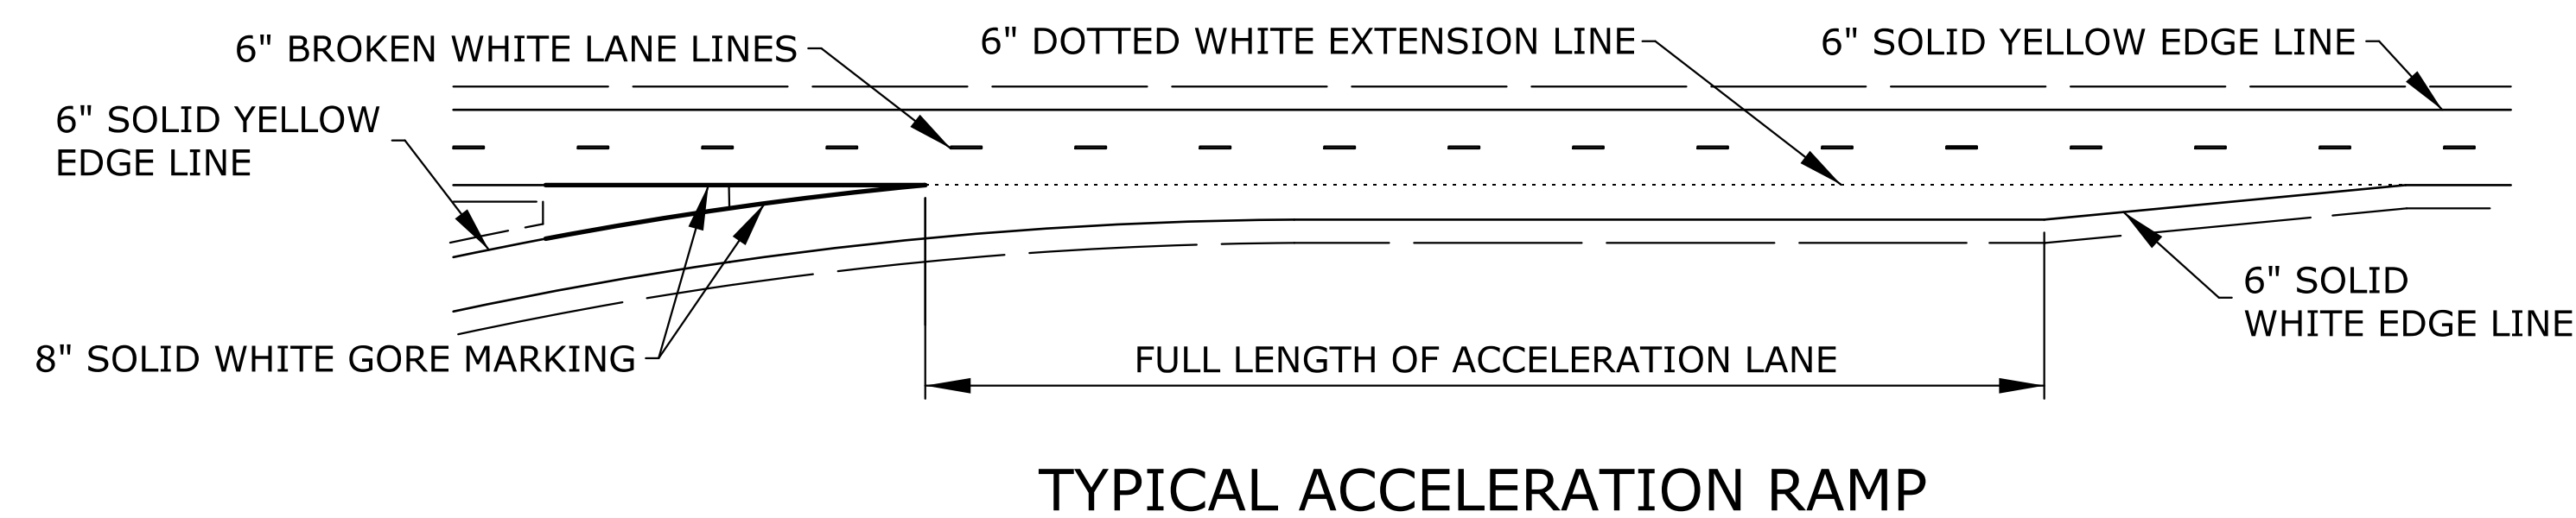 6" BROKEN WHITE LANE LINES
6" DOTTED WHITE EXTENSION LINE
6" SOLID YELLOW EDGE LINE
6" SOLID YELLOW
EDGE LINE
8" SOLID WHITE GORE MARKING
FULL LENGTH OF ACCELERATION LANE
6" SOLID
WHITE EDGE LINE
TYPICAL ACCELERATION RAMP